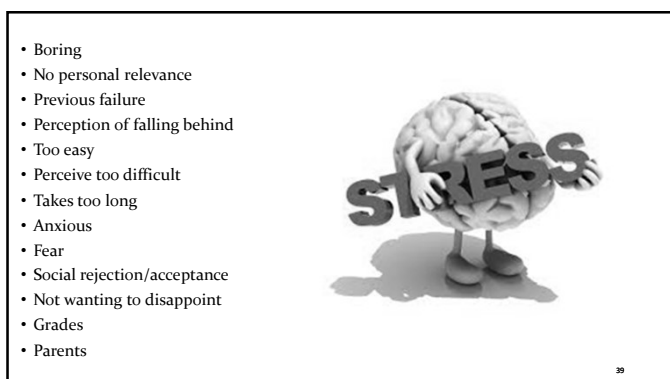 • Boring
• No personal relevance
• Previous failure
• Perception of falling behind
• Too easy
• Perceive too difficult
• Takes too long
• Anxious
• Fear
• Social rejection/acceptance
• Not wanting to disappoint
• Grades
• Parents
STRESS
39